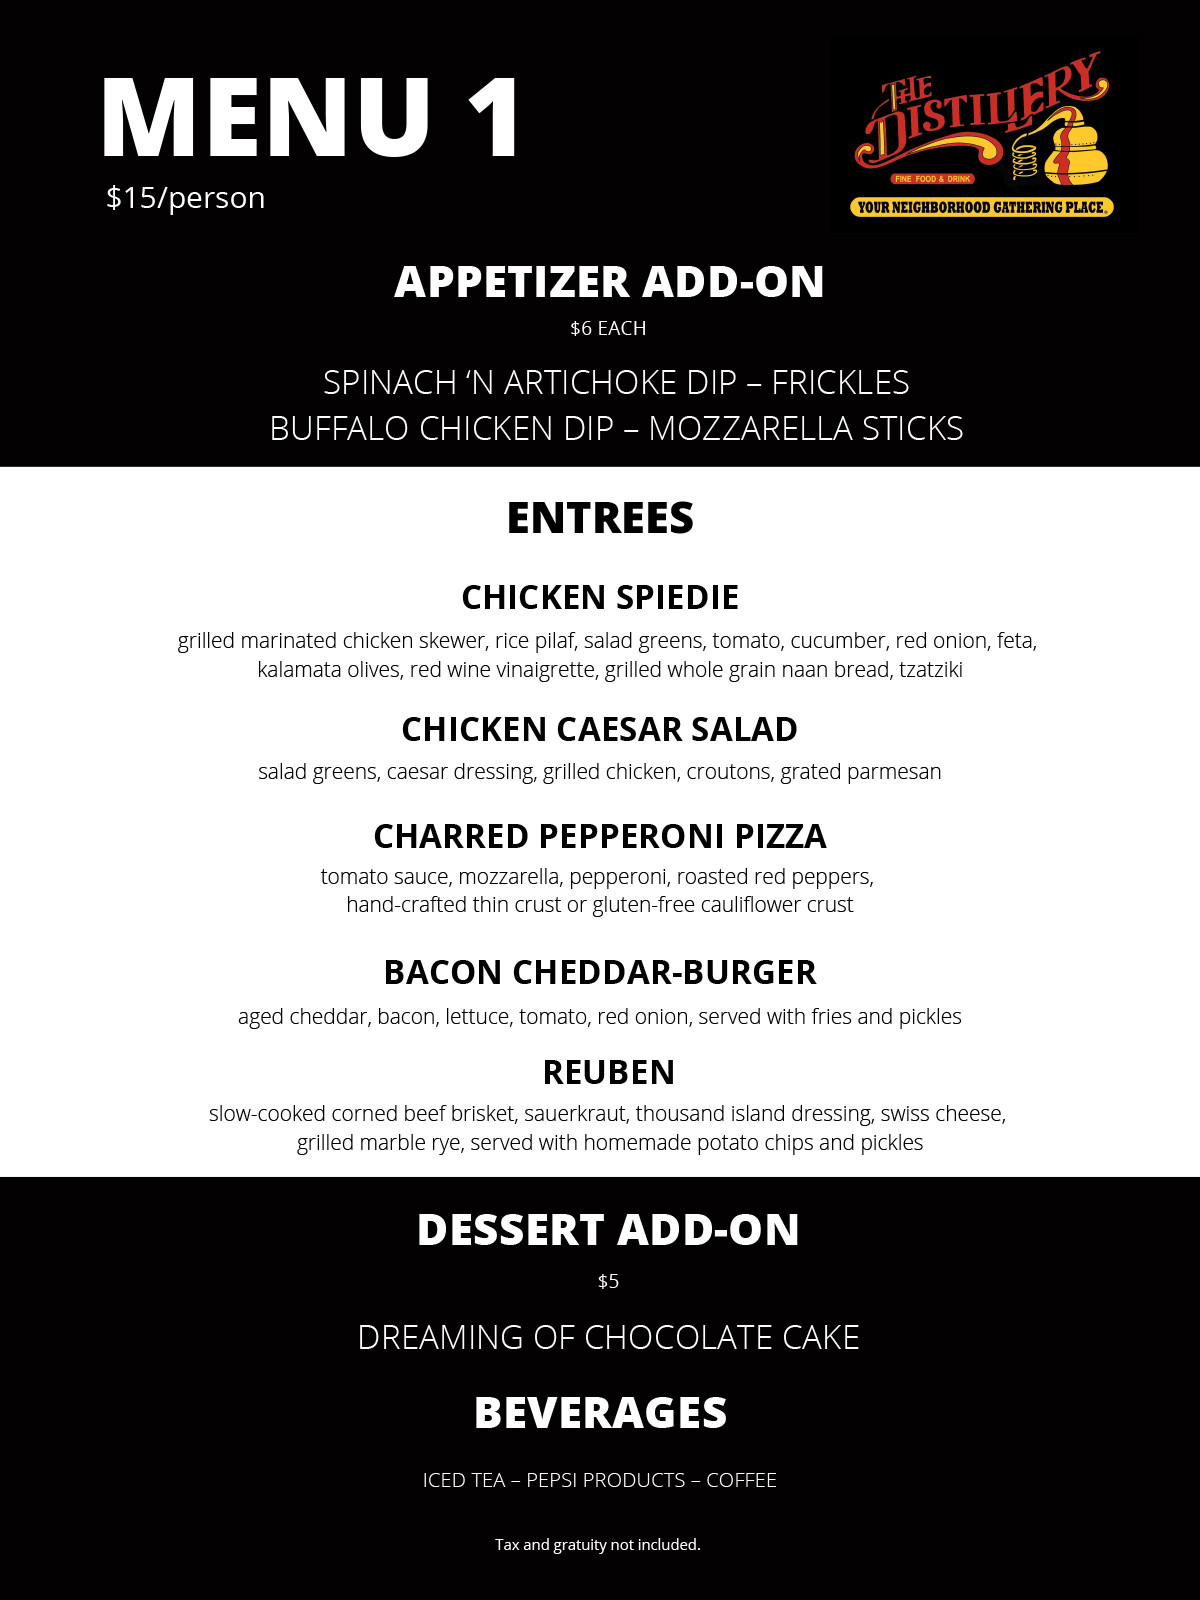 MENU 1
$15/person
THE
DISTILLERY
FINE FOOD & DRINK
YOUR NEIGHBORHOOD GATHERING PLACE
APPETIZER ADD-ON
$6 EACH
SPINACH ‘N ARTICHOKE DIP – FRICKLES
BUFFALO CHICKEN DIP – MOZZARELLA STICKS
ENTREES
CHICKEN SPIEDIE
grilled marinated chicken skewer, rice pilaf, salad greens, tomato, cucumber, red onion, feta,
kalamata olives, red wine vinaigrette, grilled whole grain naan bread, tzatziki
CHICKEN CAESAR SALAD
salad greens, caesar dressing, grilled chicken, croutons, grated parmesan
CHARRED PEPPERONI PIZZA
tomato sauce, mozzarella, pepperoni, roasted red peppers,
hand-crafted thin crust or gluten-free cauliflower crust
BACON CHEDDAR-BURGER
aged cheddar, bacon, lettuce, tomato, red onion, served with fries and pickles
REUBEN
slow-cooked corned beef brisket, sauerkraut, thousand island dressing, swiss cheese,
grilled marble rye, served with homemade potato chips and pickles
DESSERT ADD-ON
$5
DREAMING OF CHOCOLATE CAKE
BEVERAGES
ICED TEA – PEPSI PRODUCTS – COFFEE
Tax and gratuity not included.